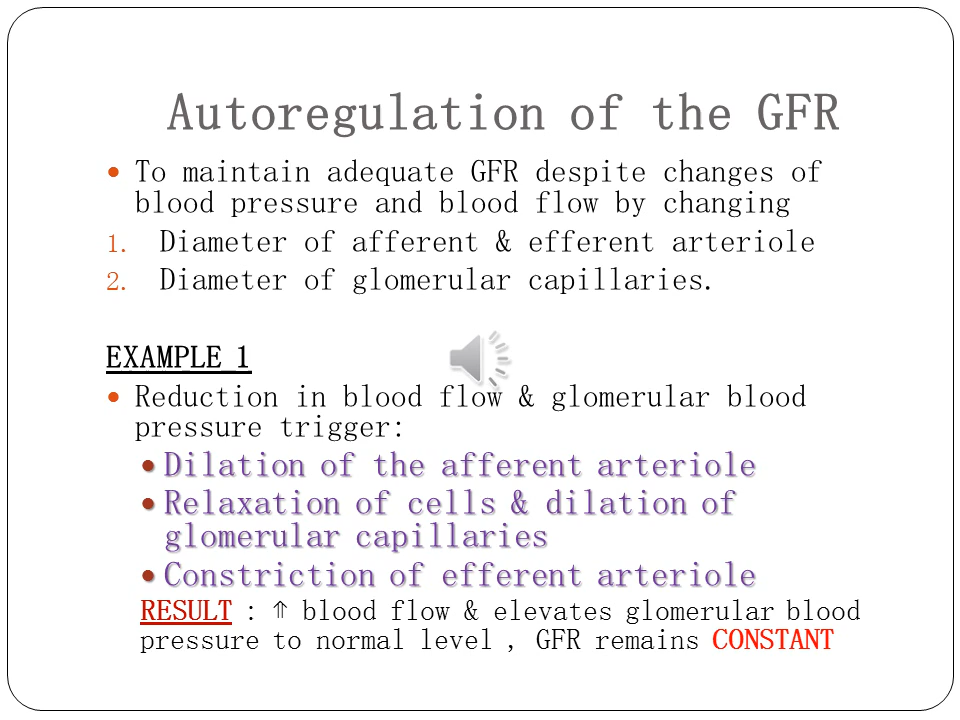 Autoregulation of the GFR
• To maintain adequate GFR despite changes of
blood pressure and blood flow by changing
1. Diameter of afferent & efferent arteriole
2. Diameter of glomerular capillaries.
EXAMPLE 1
• Reduction in blood flow & glomerular blood
pressure trigger:
• Dilation of the afferent arteriole
• Relaxation of cells & dilation of
glomerular capillaries
• Constriction of efferent arteriole
RESULT : ⇑ blood flow & elevates glomerular blood
pressure to normal level , GFR remains CONSTANT